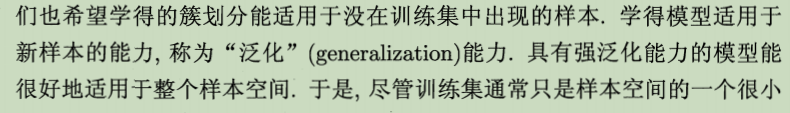 们也希望学得的簇划分能适用于没在训练集中出现的样本. 学得模型适用于
新样本的能力, 称为“泛化”(generalization)能力. 具有强泛化能力的模型能
很好地适用于整个样本空间. 于是, 尽管训练集通常只是样本空间的一个很小